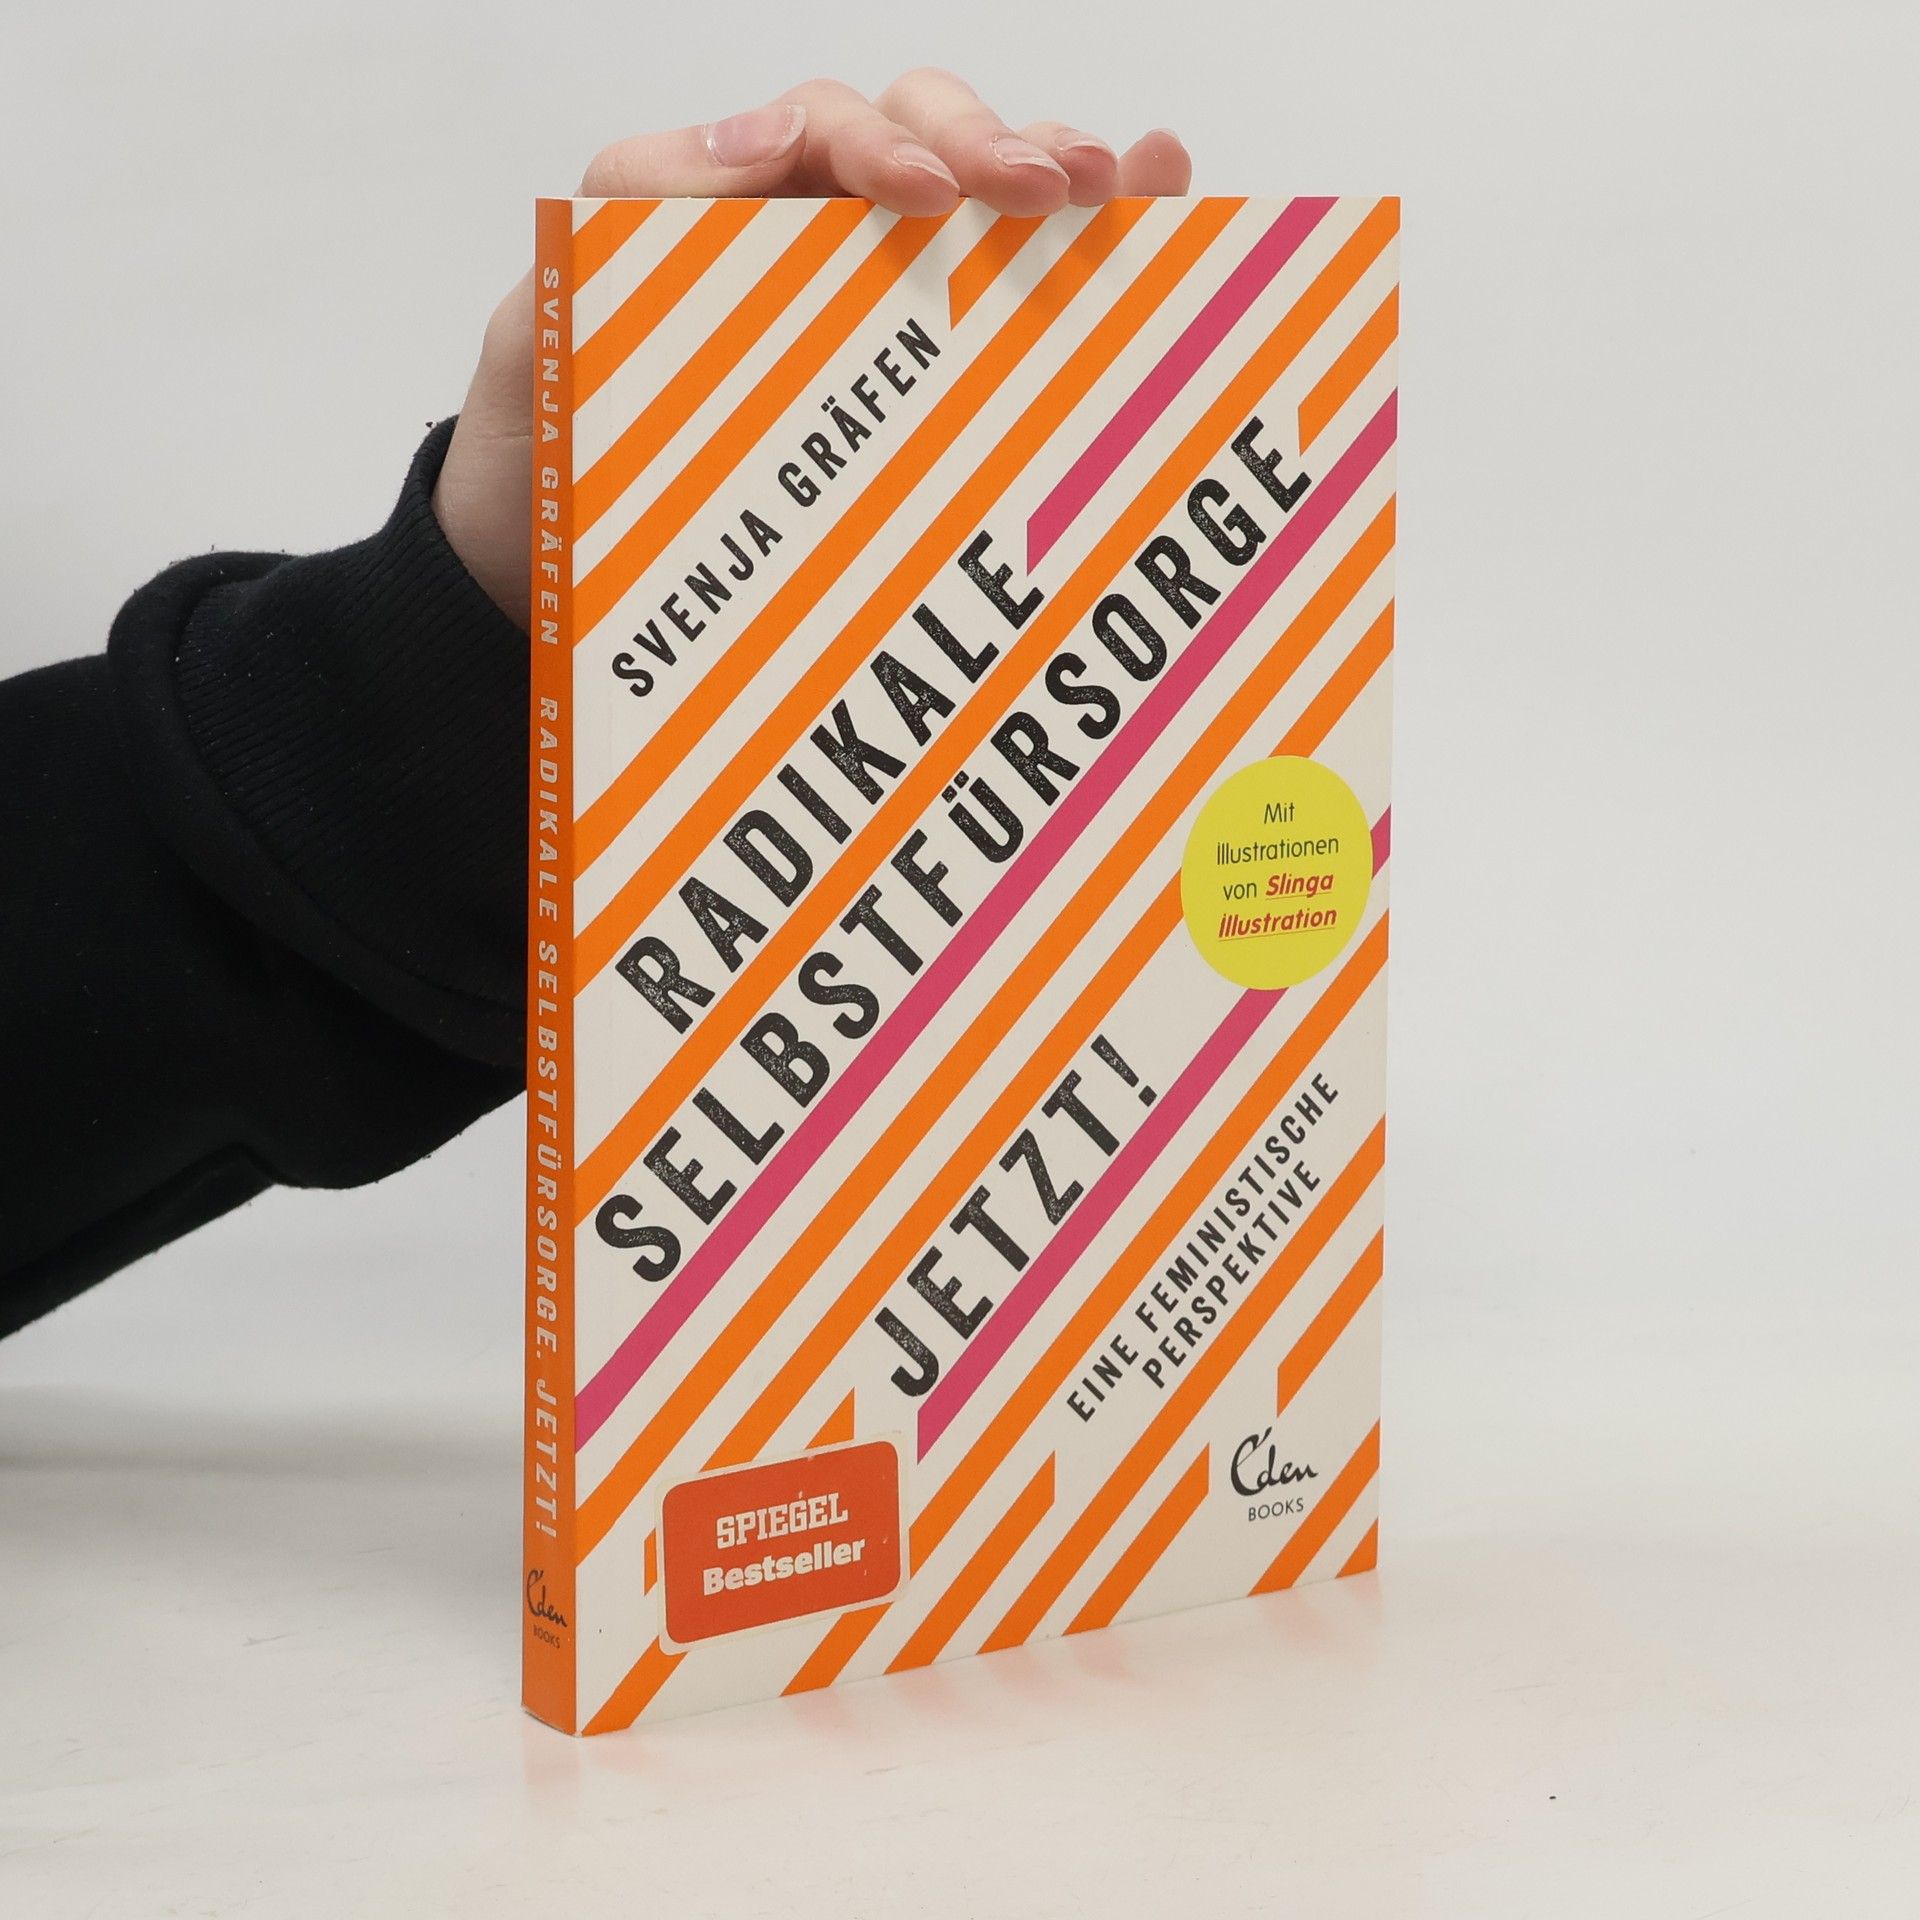 SVENJA GRÄFEN RADIKALE SELBSTFÜRSORGE. JETZT!
Eden
BOOKS
SVENJA GRÄFEN
RADIKALE
SELBSTFÜRSORGE
JETZT!
Mit
Illustrationen
von Slinga
Illustration
EINE FEMINISTISCHE
PERSPEKTIVE
SPIEGEL
Bestseller
Eden
BOOKS